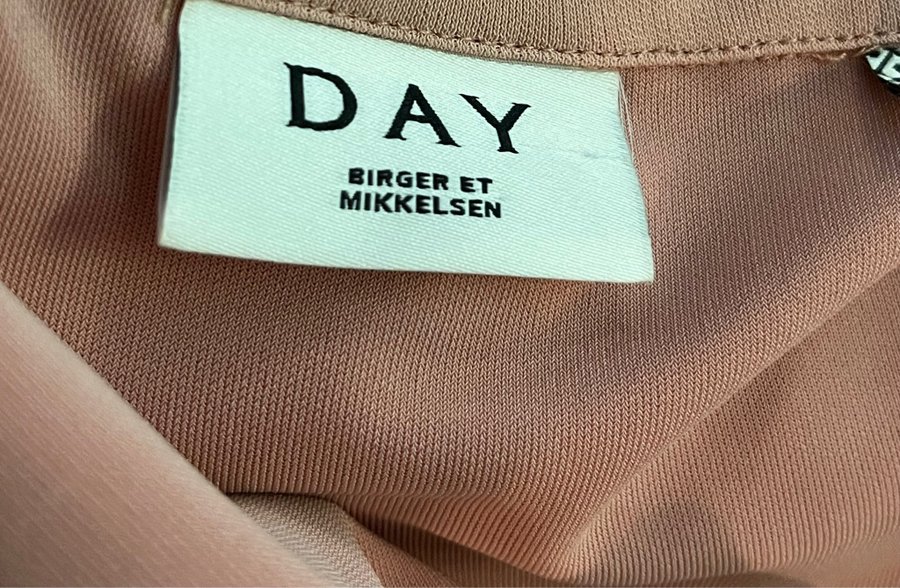 DAY
BIRGER ET
MIKKELSEN